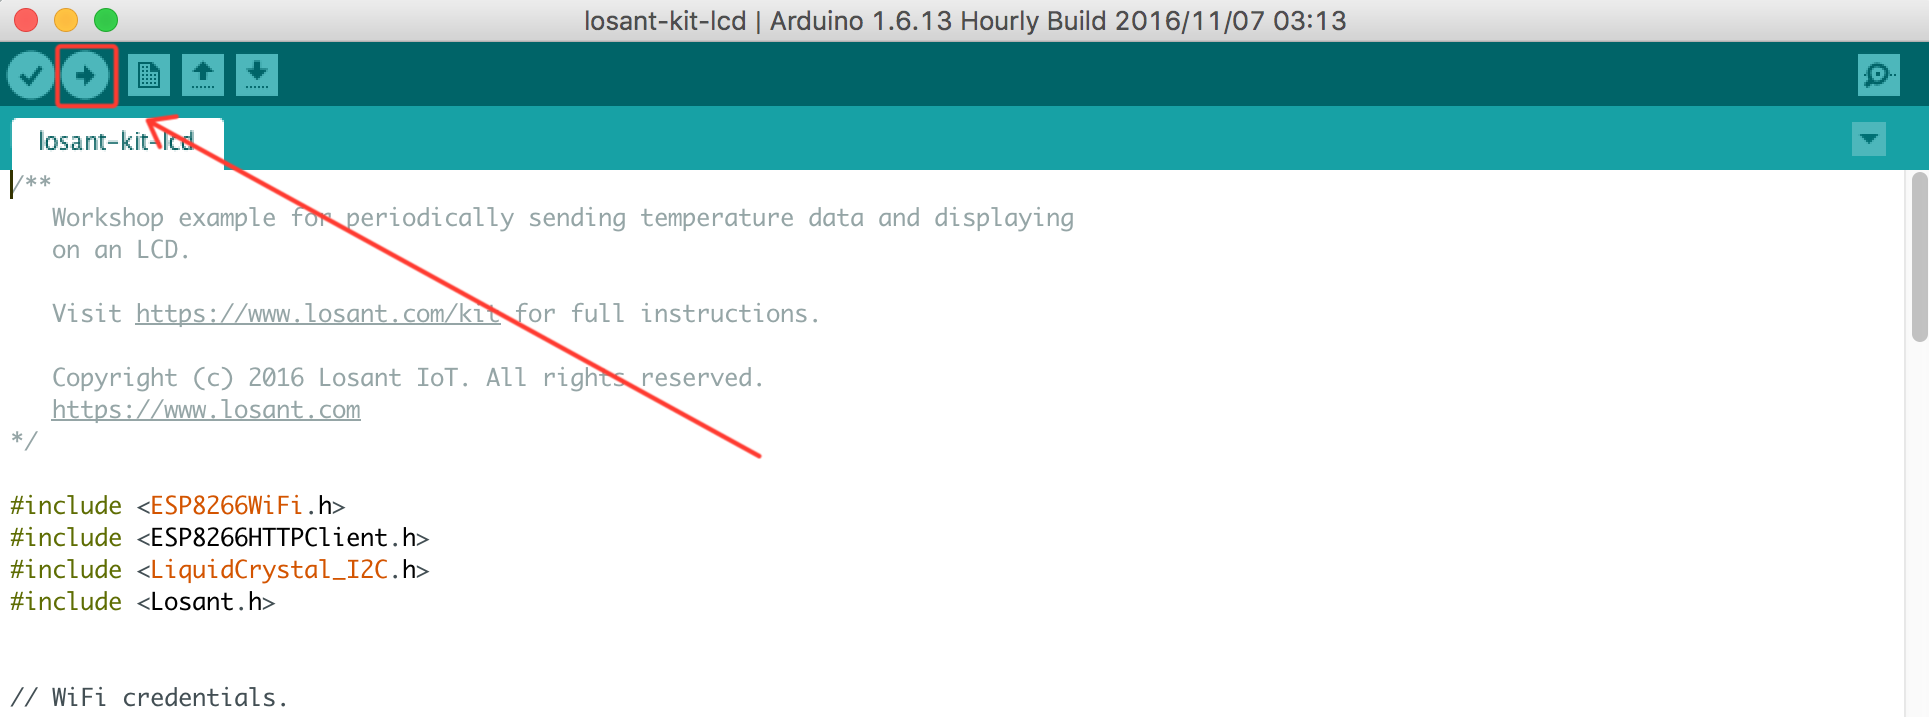 losant-kit-lcd | Arduino 1.6.13 Hourly Build 2016/11/07 03:13
losant-kit-lcd
/**
Workshop example for periodically sending temperature data and displaying
on an LCD.
Visit https://www.losant.com/kit for full instructions.
Copyright (c) 2016 Losant IoT. All rights reserved.
https://www.losant.com
*/
#include <ESP8266WiFi.h>
#include <ESP8266HTTPClient.h>
#include <LiquidCrystal_I2C.h>
#include <Losant.h>
// WiFi credentials.